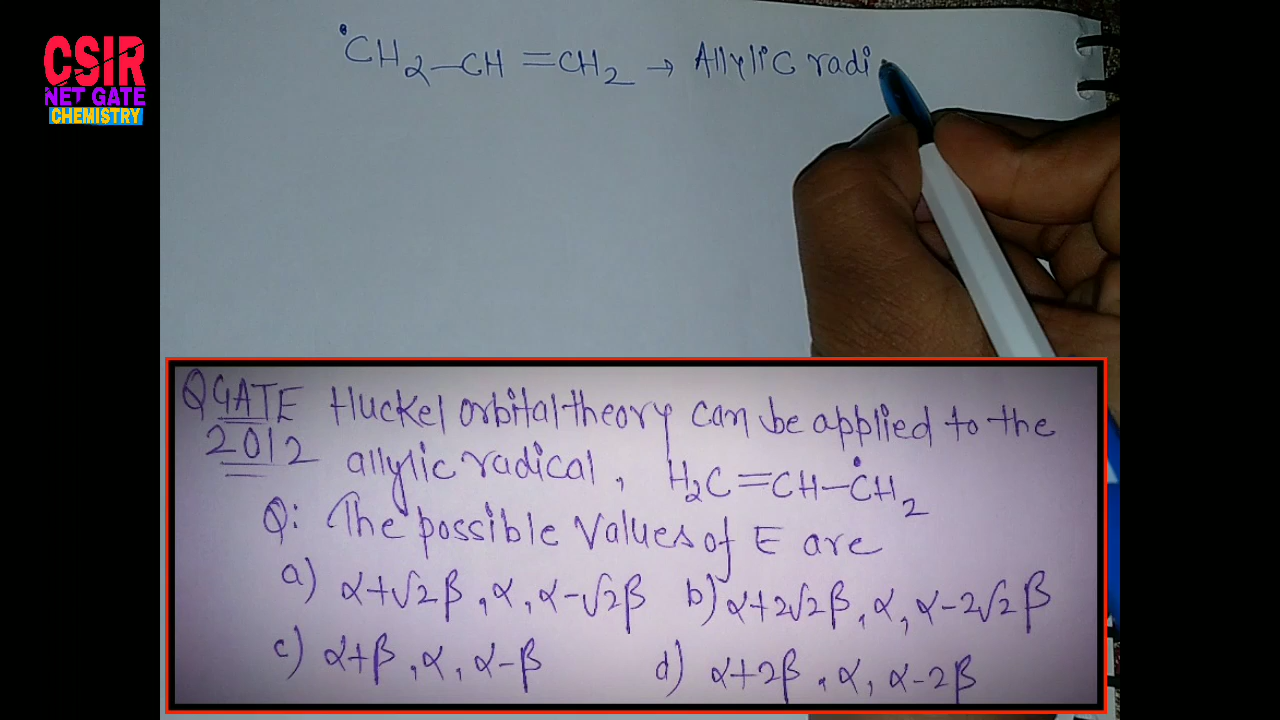 CSIR
NET GATE
CHEMISTRY
ĊH₂–CH=CH₂ → Allylic radi
Q GATE Huckel orbital theory can be applied to the
2012 allylic radical, H₂C=CH–ĊH₂
Q: The possible Values of E are
a) α+√2β, α, α-√2β b) α+2√2β, α, α-2√2β
c) α+β, α, α-β d) α+2β, α, α-2β